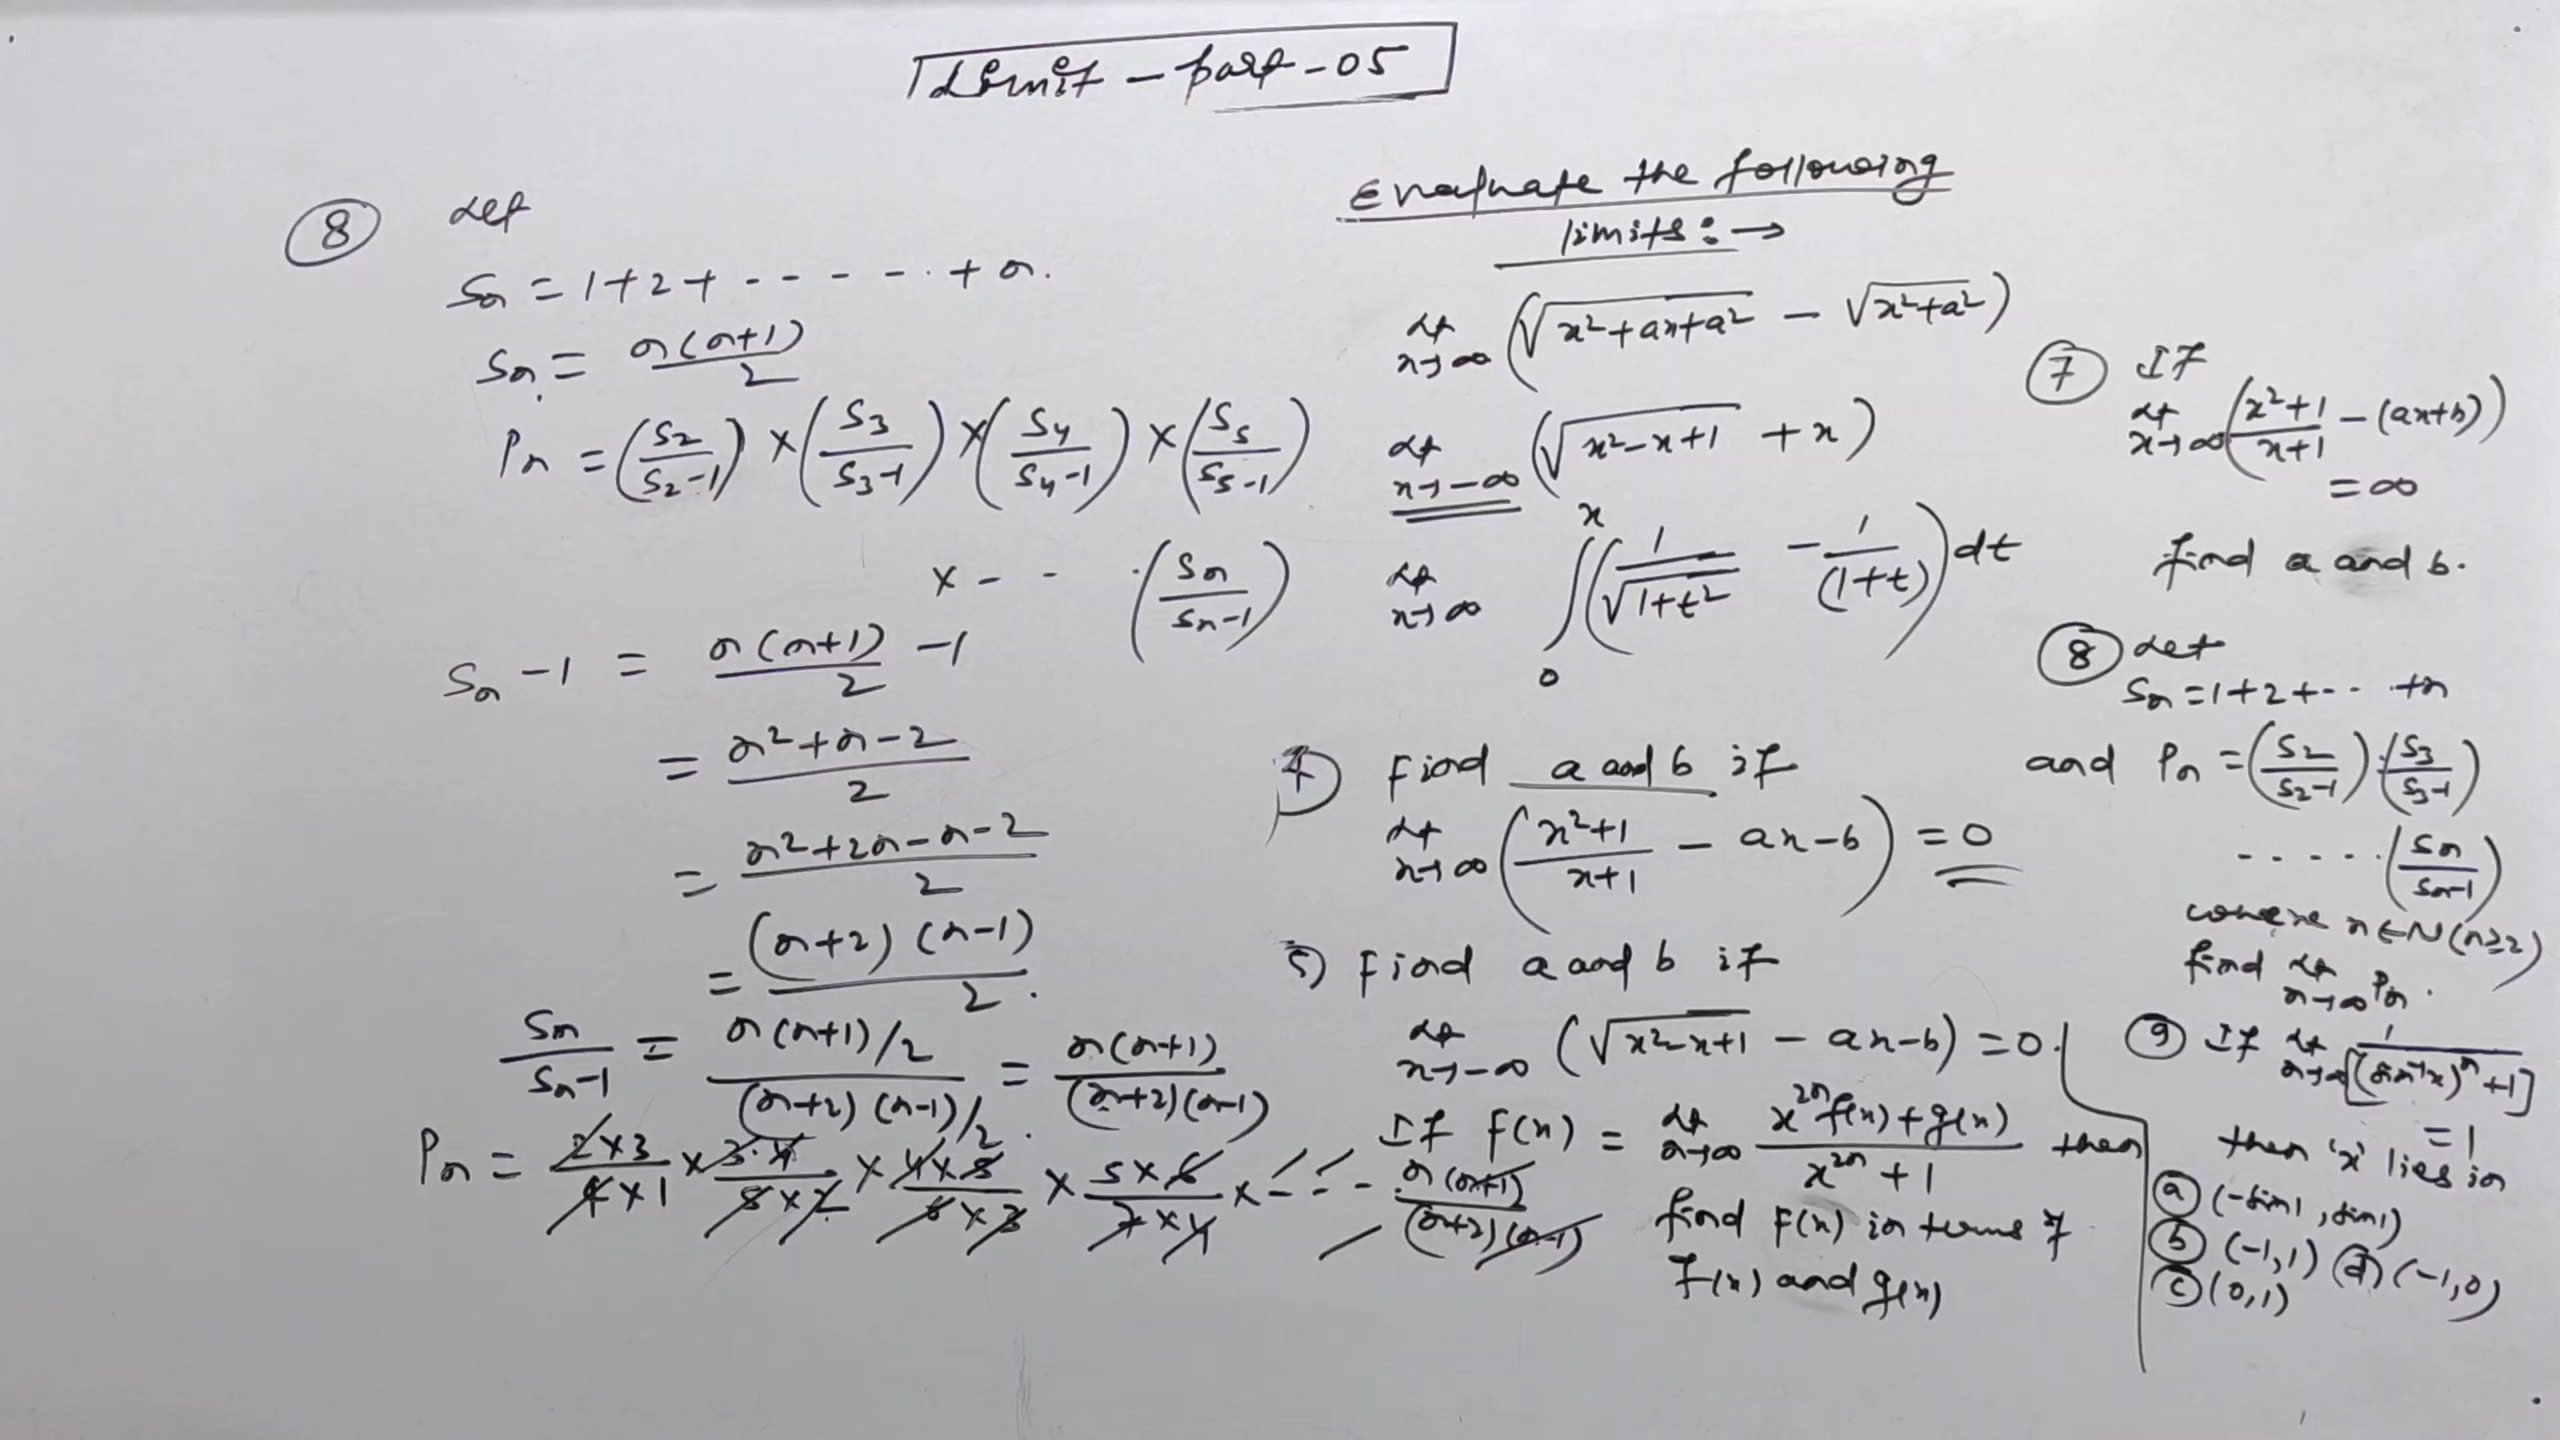 Limit - part - 05
⑧ Let
Sn = 1+2+ - - - - - . + n.
Sn = n(n+1)/2
Pn = (S2/(S2-1)) × (S3/(S3-1)) × (S4/(S4-1)) × (S5/(S5-1))
× - - . (Sn/(Sn-1))
Sn - 1 = n(n+1)/2 - 1
= (n²+n-2)/2
= (n²+2n-n-2)/2
= (n+2)(n-1)/2.
Sn/(Sn-1) = (n(n+1)/2)/((n+2)(n-1)/2) = n(n+1)/((n+2)(n-1))
Pn = (2×3)/(4×1) × (3·4)/(5×2) × (4×5)/(6×3) × (5×6)/(7×4) × - - - n(n+1)/((n+2)(n-1))
Evaluate the following
limits: →
Lt x→∞ (√(x²+ax+a²) - √(x²+a²))
Lt x→-∞ (√(x²-x+1) + x)
Lt x→∞ ∫₀ˣ (1/√(1+t²) - 1/(1+t)) dt
4) Find a and b if
Lt x→∞ ((x²+1)/(x+1) - ax-b) = 0
5) Find a and b if
Lt x→-∞ (√(x²-x+1) - ax-b) = 0.
If F(x) = Lt n→∞ (x²ⁿf(x)+g(x))/(x²ⁿ+1) then
find F(x) in terms of
f(x) and g(x)
⑦ If
Lt x→∞ ((x²+1)/(x+1) - (ax+b))
= ∞
find a and b.
⑧ Let
Sn = 1+2+-- . +n
and Pn = (S2/(S2-1)).(S3/(S3-1))
- - - - . (Sn/(Sn-1))
where n∈N(n≥2)
find Lt n→∞ Pn.
⑨ If Lt n→∞ 1/[(sin⁻¹x)ⁿ+1]
= 1
then 'x' lies in
ⓐ (-sin1, sin1)
ⓑ (-1,1) ⓓ (-1,0)
ⓒ (0,1)